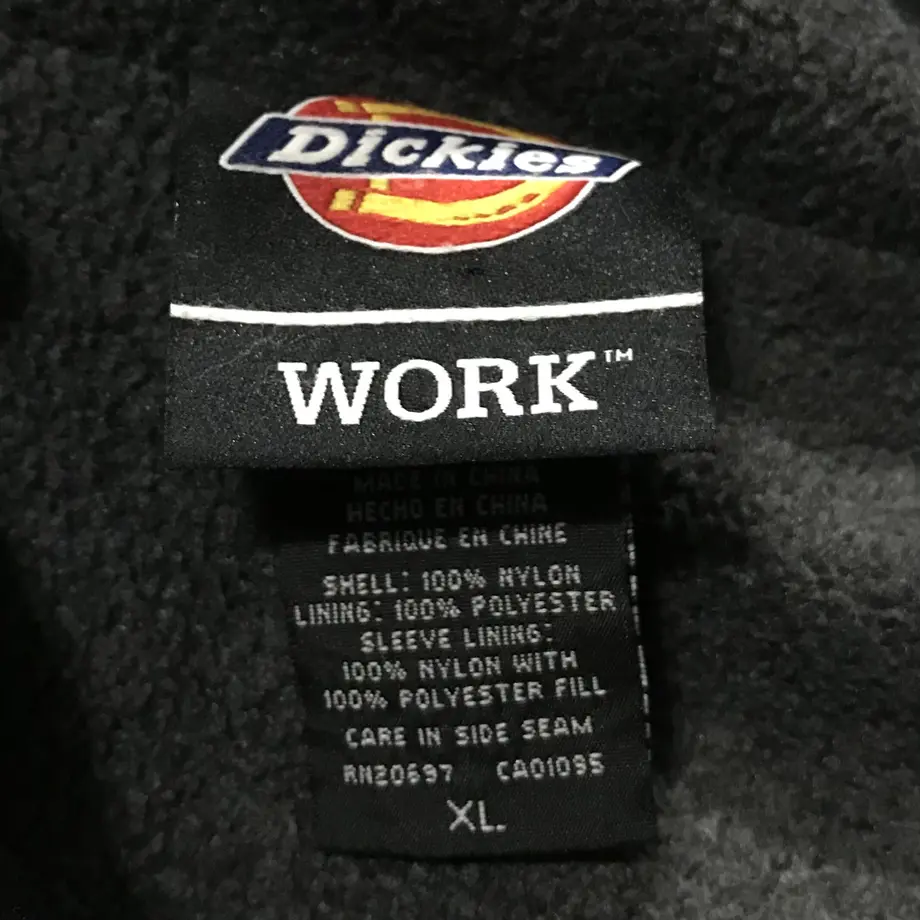 Dickies
WORK™
MADE IN CHINA
HECHO EN CHINA
FABRIQUE EN CHINE
SHELL: 100% NYLON
LINING: 100% POLYESTER
SLEEVE LINING:
100% NYLON WITH
100% POLYESTER FILL
CARE IN SIDE SEAM
RN20697 CA01095
XL